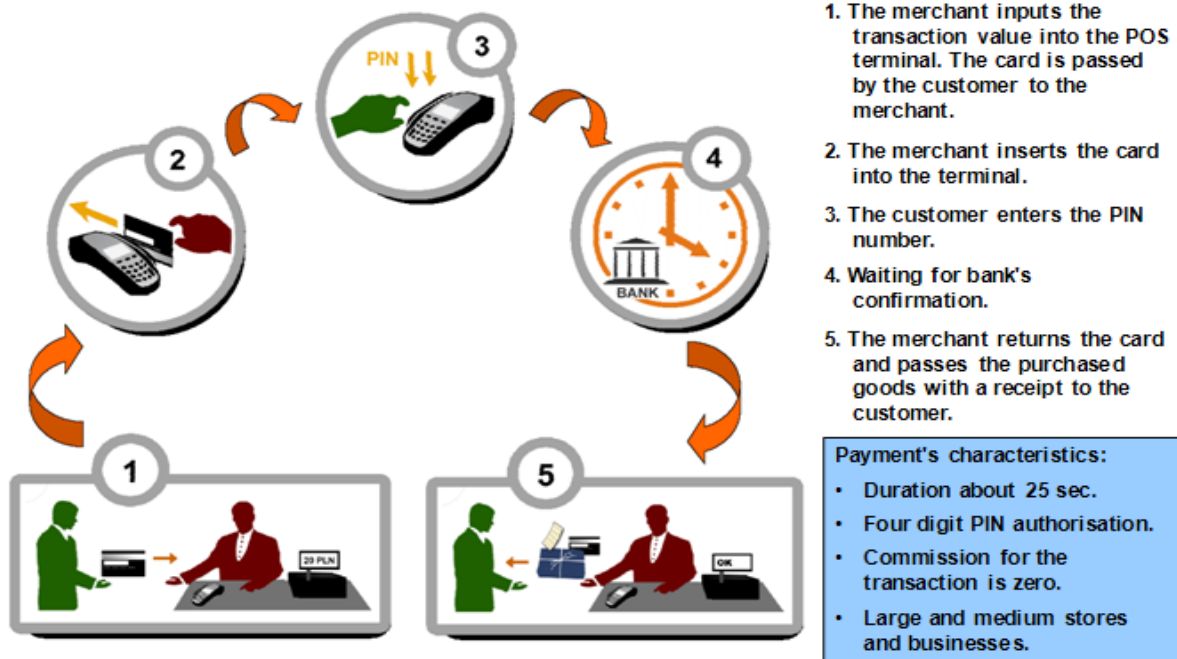 1
20 PLN
2
PIN
3
4
BANK
5
OK
1. The merchant inputs the
transaction value into the POS
terminal. The card is passed
by the customer to the
merchant.
2. The merchant inserts the card
into the terminal.
3. The customer enters the PIN
number.
4. Waiting for bank's
confirmation.
5. The merchant returns the card
and passes the purchased
goods with a receipt to the
customer.
Payment's characteristics:
• Duration about 25 sec.
• Four digit PIN authorisation.
• Commission for the
transaction is zero.
• Large and medium stores
and businesses.